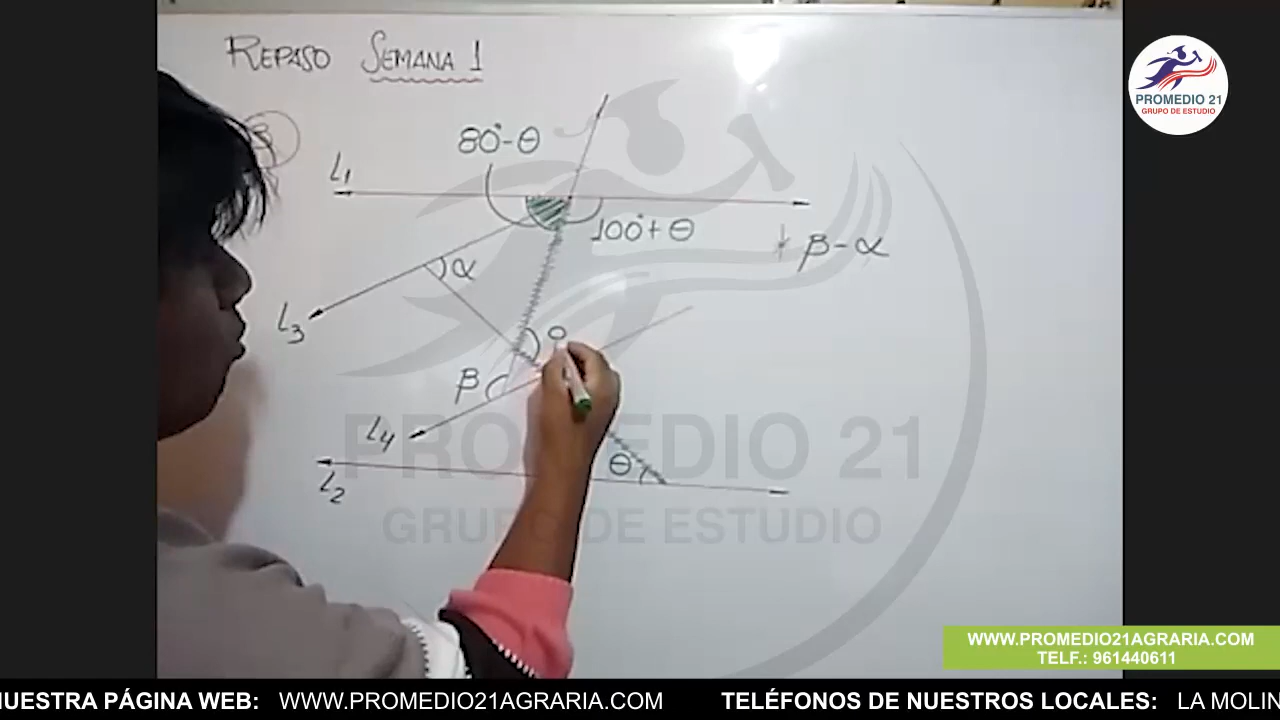 REPASO SEMANA 1
PROMEDIO 21
GRUPO DE ESTUDIO
80°-θ
L1
100°+θ
β-α
α
L3
β
L4
PROMEDIO 21
θ
L2
GRUPO DE ESTUDIO
WWW.PROMEDIO21AGRARIA.COM
TELF.: 961440611
NUESTRA PÁGINA WEB: WWW.PROMEDIO21AGRARIA.COM TELÉFONOS DE NUESTROS LOCALES: LA MOLIN